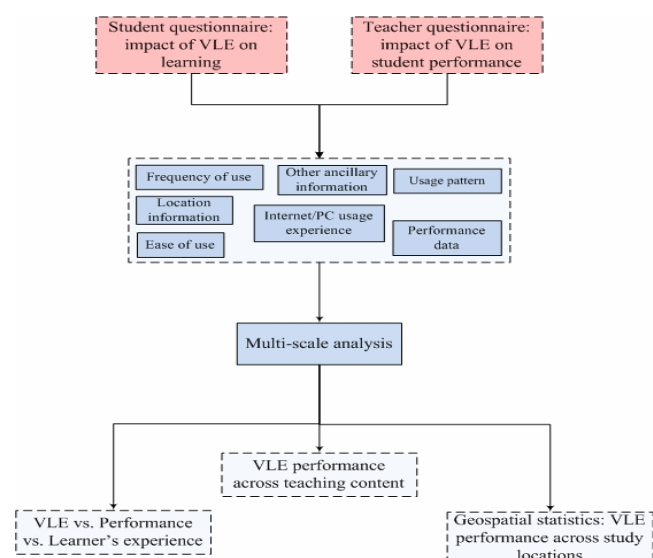 Student questionnaire:
impact of VLE on
learning
Teacher questionnaire:
impact of VLE on
student performance
Frequency of use
Other ancillary
information
Usage pattern
Location
information
Internet/PC usage
experience
Performance
data
Ease of use
Multi-scale analysis
VLE performance
across teaching content
VLE vs. Performance
vs. Learner’s experience
Geospatial statistics: VLE
performance across study
locations